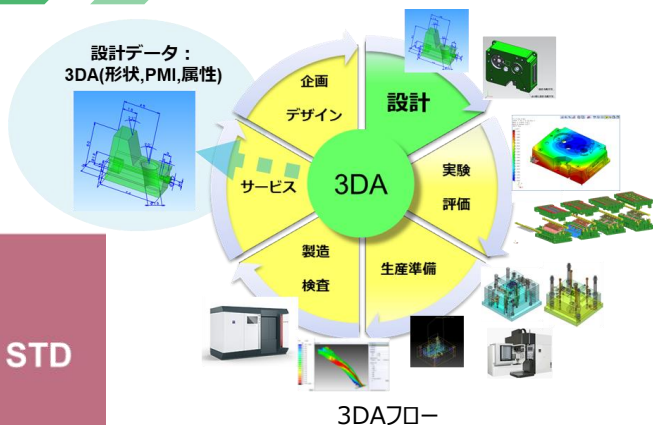 設計データ：
3DA(形状,PMI,属性)
企画
デザイン
設計
実験
評価
生産準備
製造
検査
サービス
3DA
STD
3DAフロー